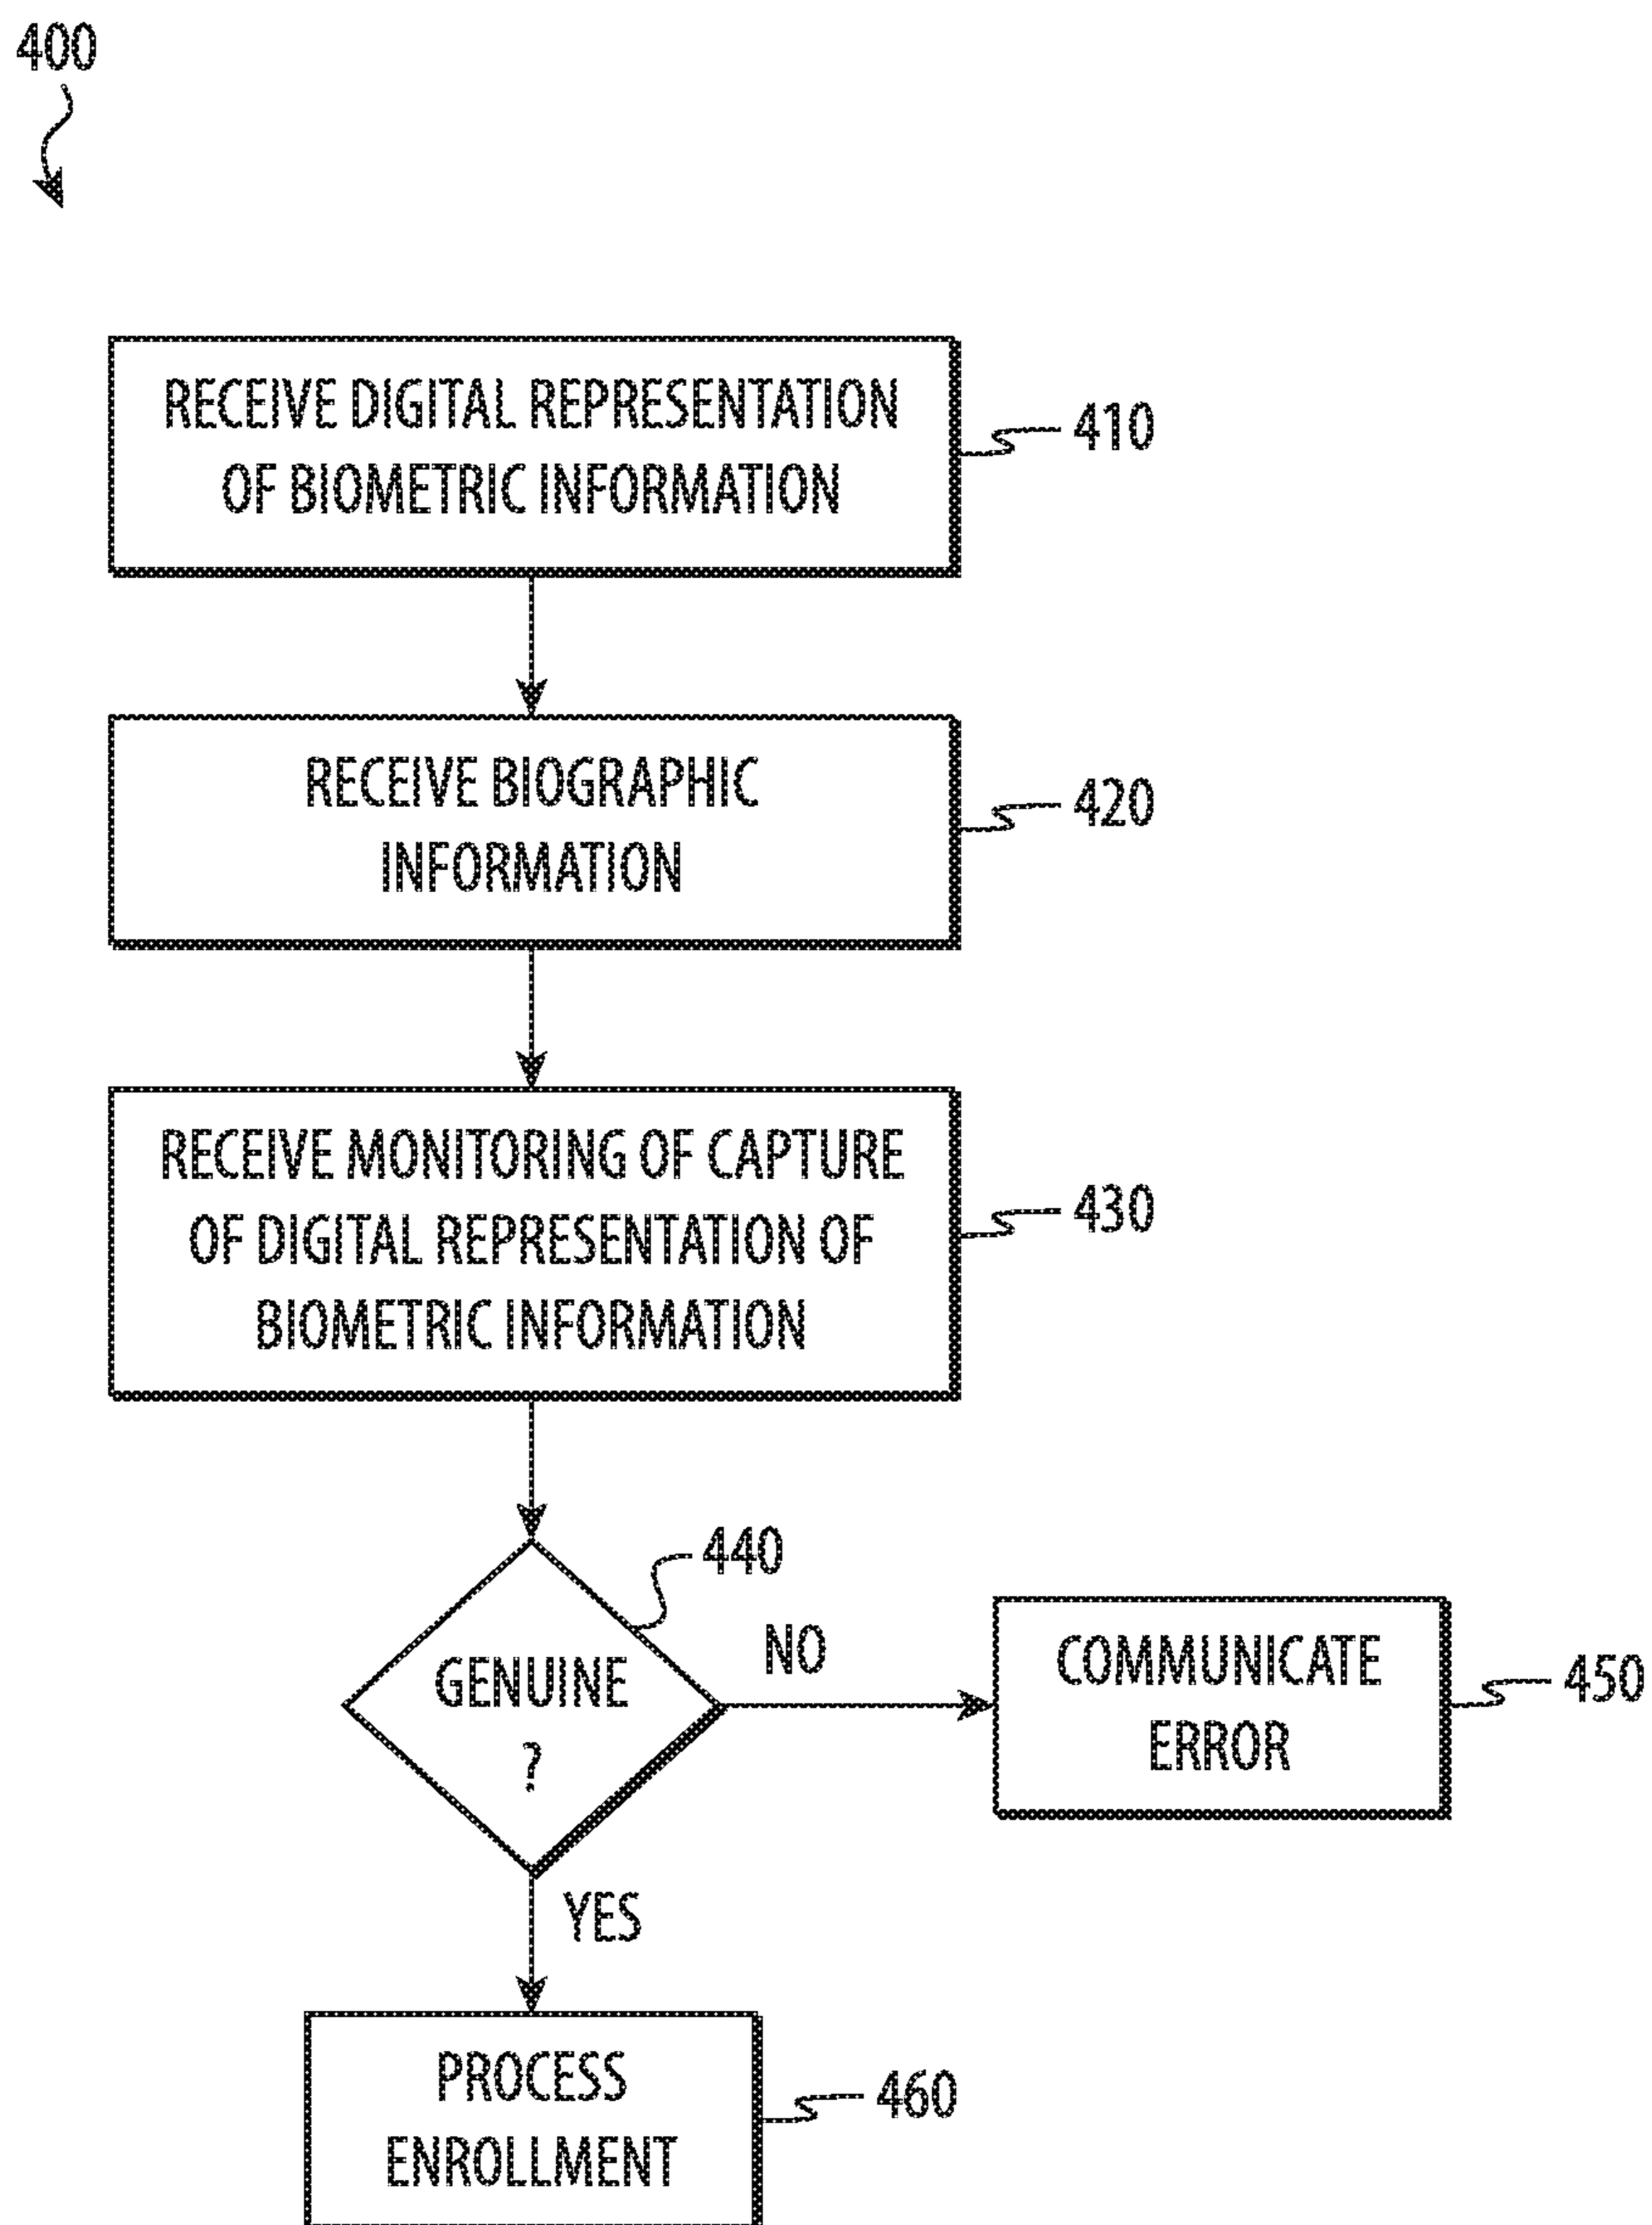 400
RECEIVE DIGITAL REPRESENTATION
OF BIOMETRIC INFORMATION
410
RECEIVE BIOGRAPHIC
INFORMATION
420
RECEIVE MONITORING OF CAPTURE
OF DIGITAL REPRESENTATION OF
BIOMETRIC INFORMATION
430
440
GENUINE
?
NO
COMMUNICATE
ERROR
450
YES
PROCESS
ENROLLMENT
460